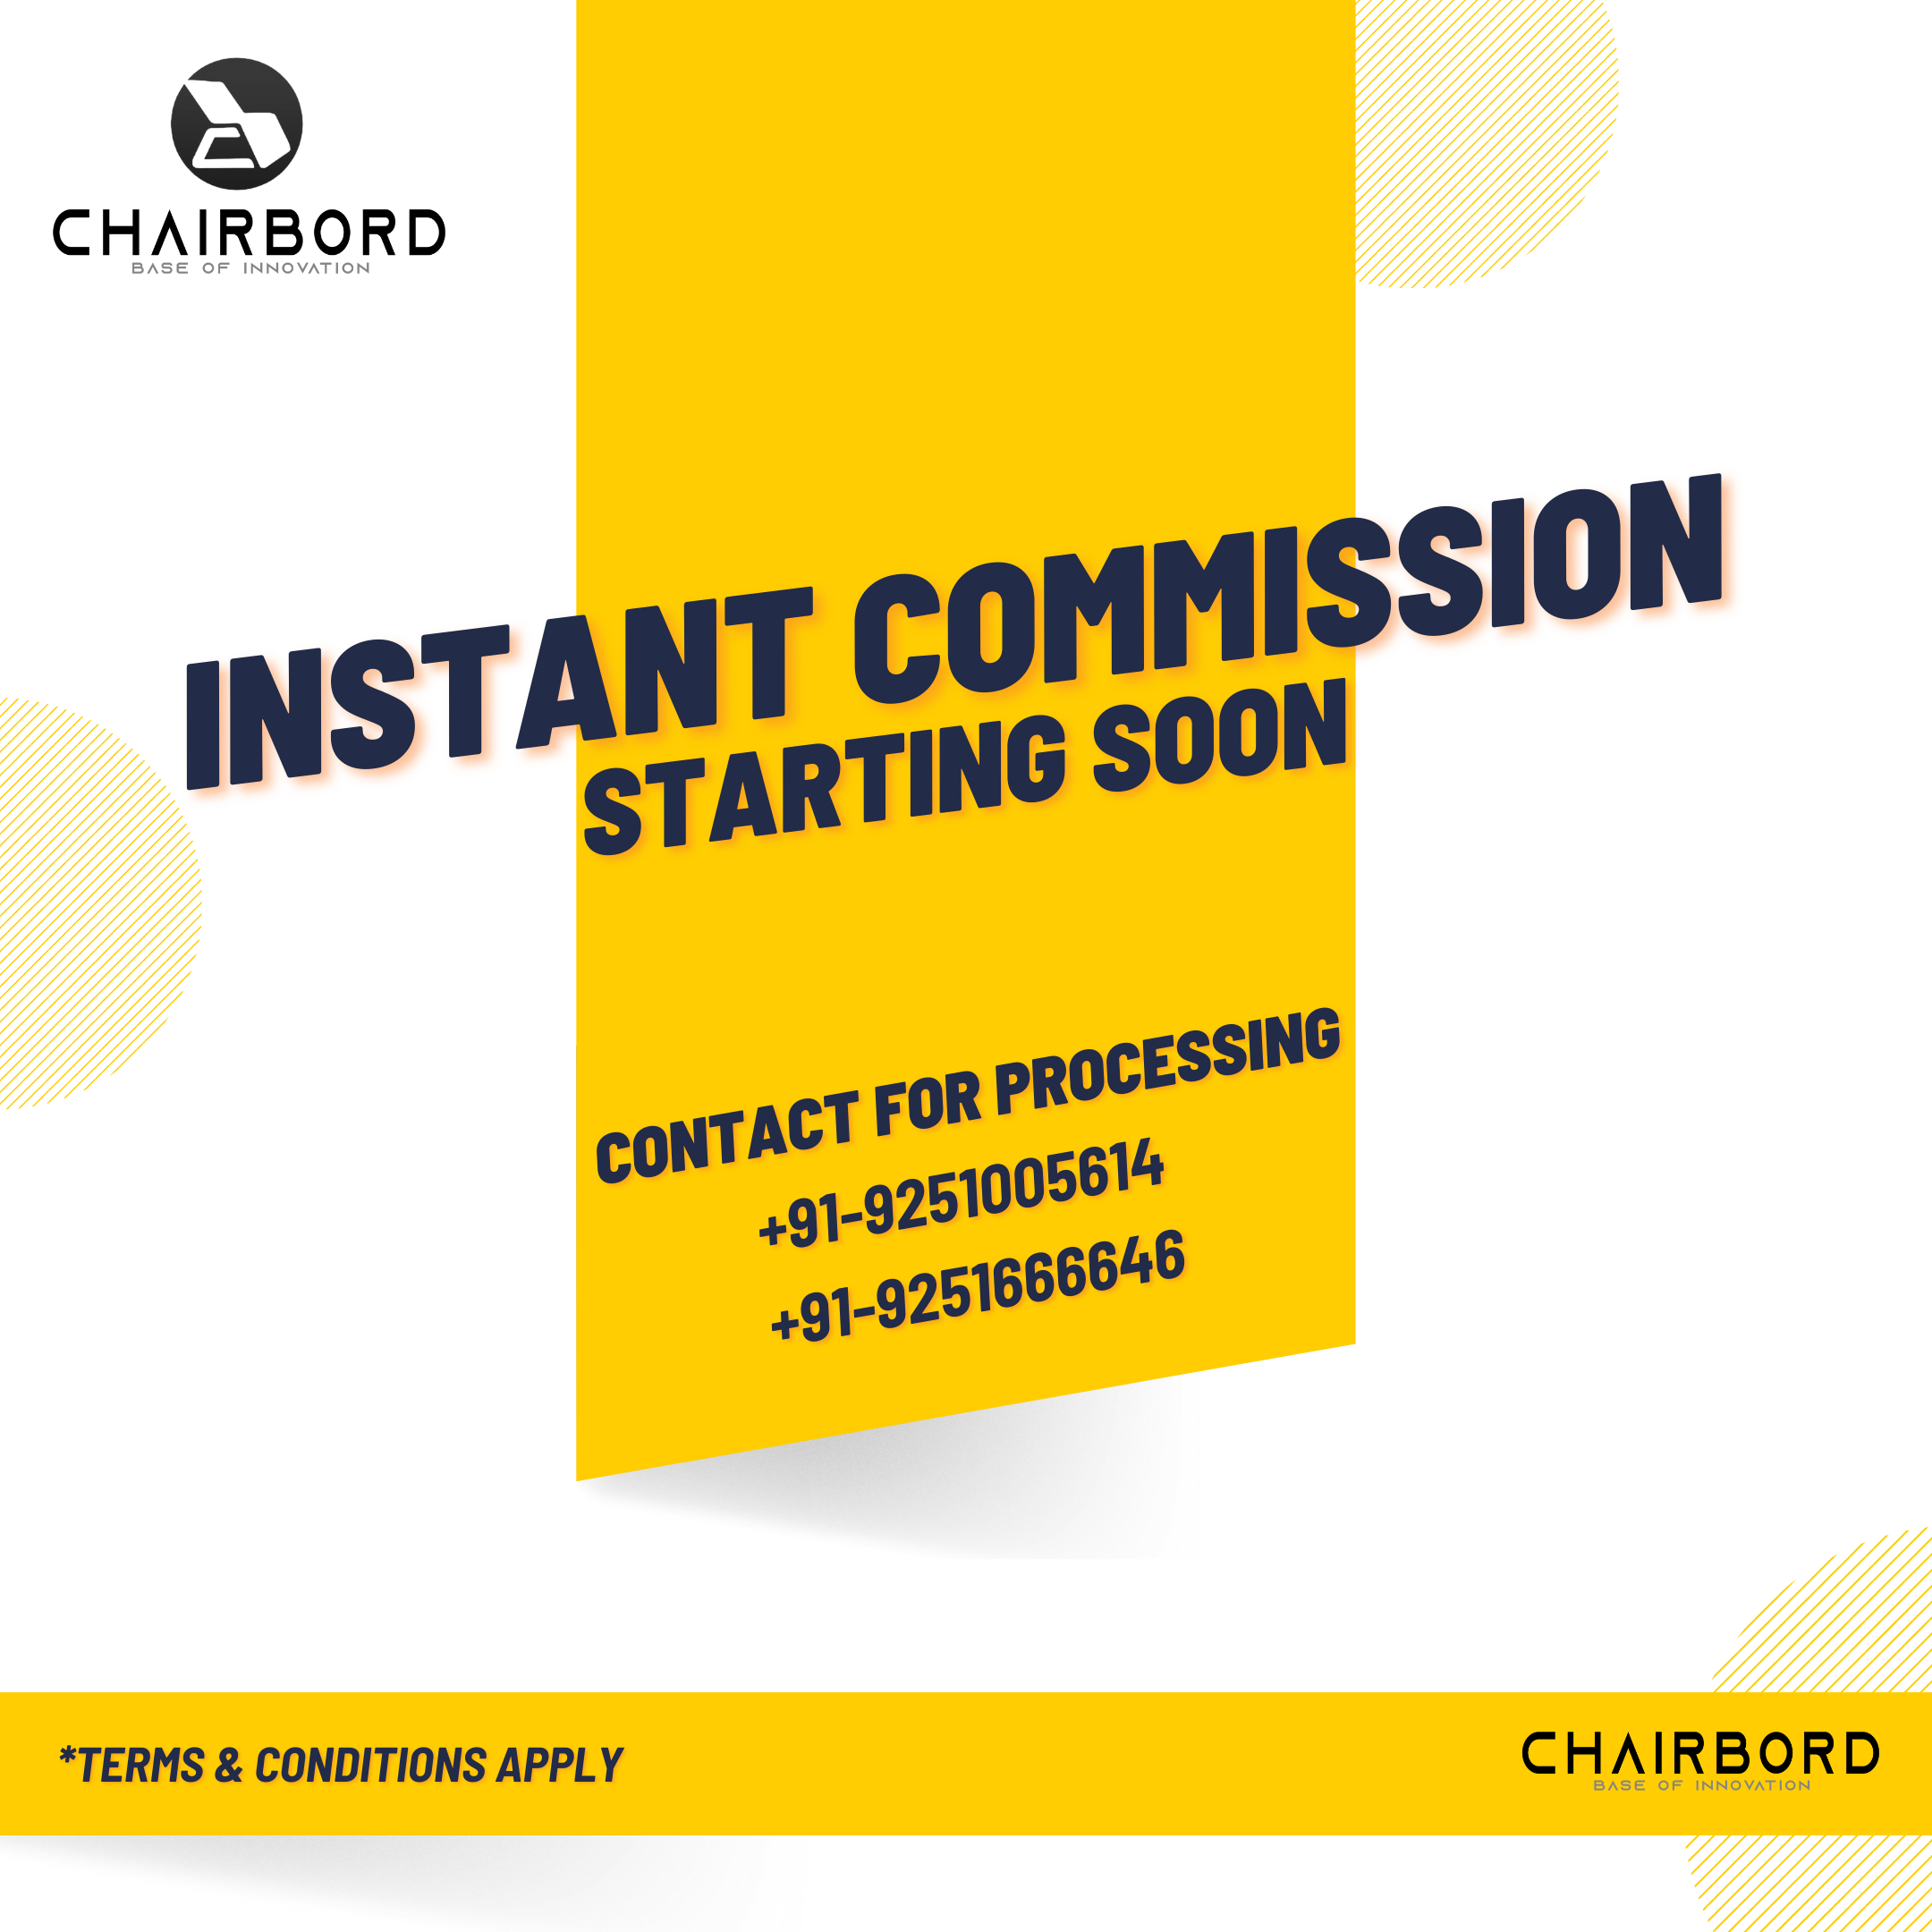 CHAIRBORD
BASE OF INNOVATION
INSTANT COMMISSION
STARTING SOON
CONTACT FOR PROCESSING
+91-9251005614
+91-9251666646
*TERMS & CONDITIONS APPLY
CHAIRBORD
BASE OF INNOVATION